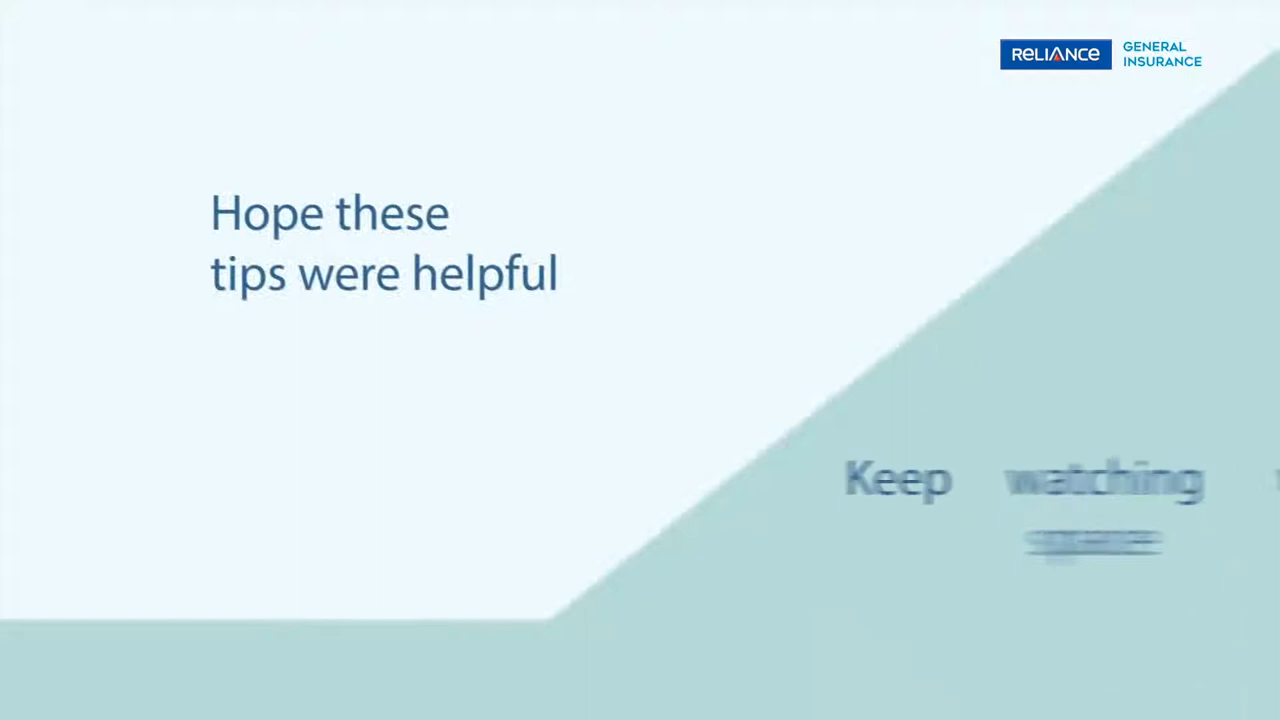 RELIANCE GENERAL
INSURANCE
Hope these
tips were helpful
Keep watching